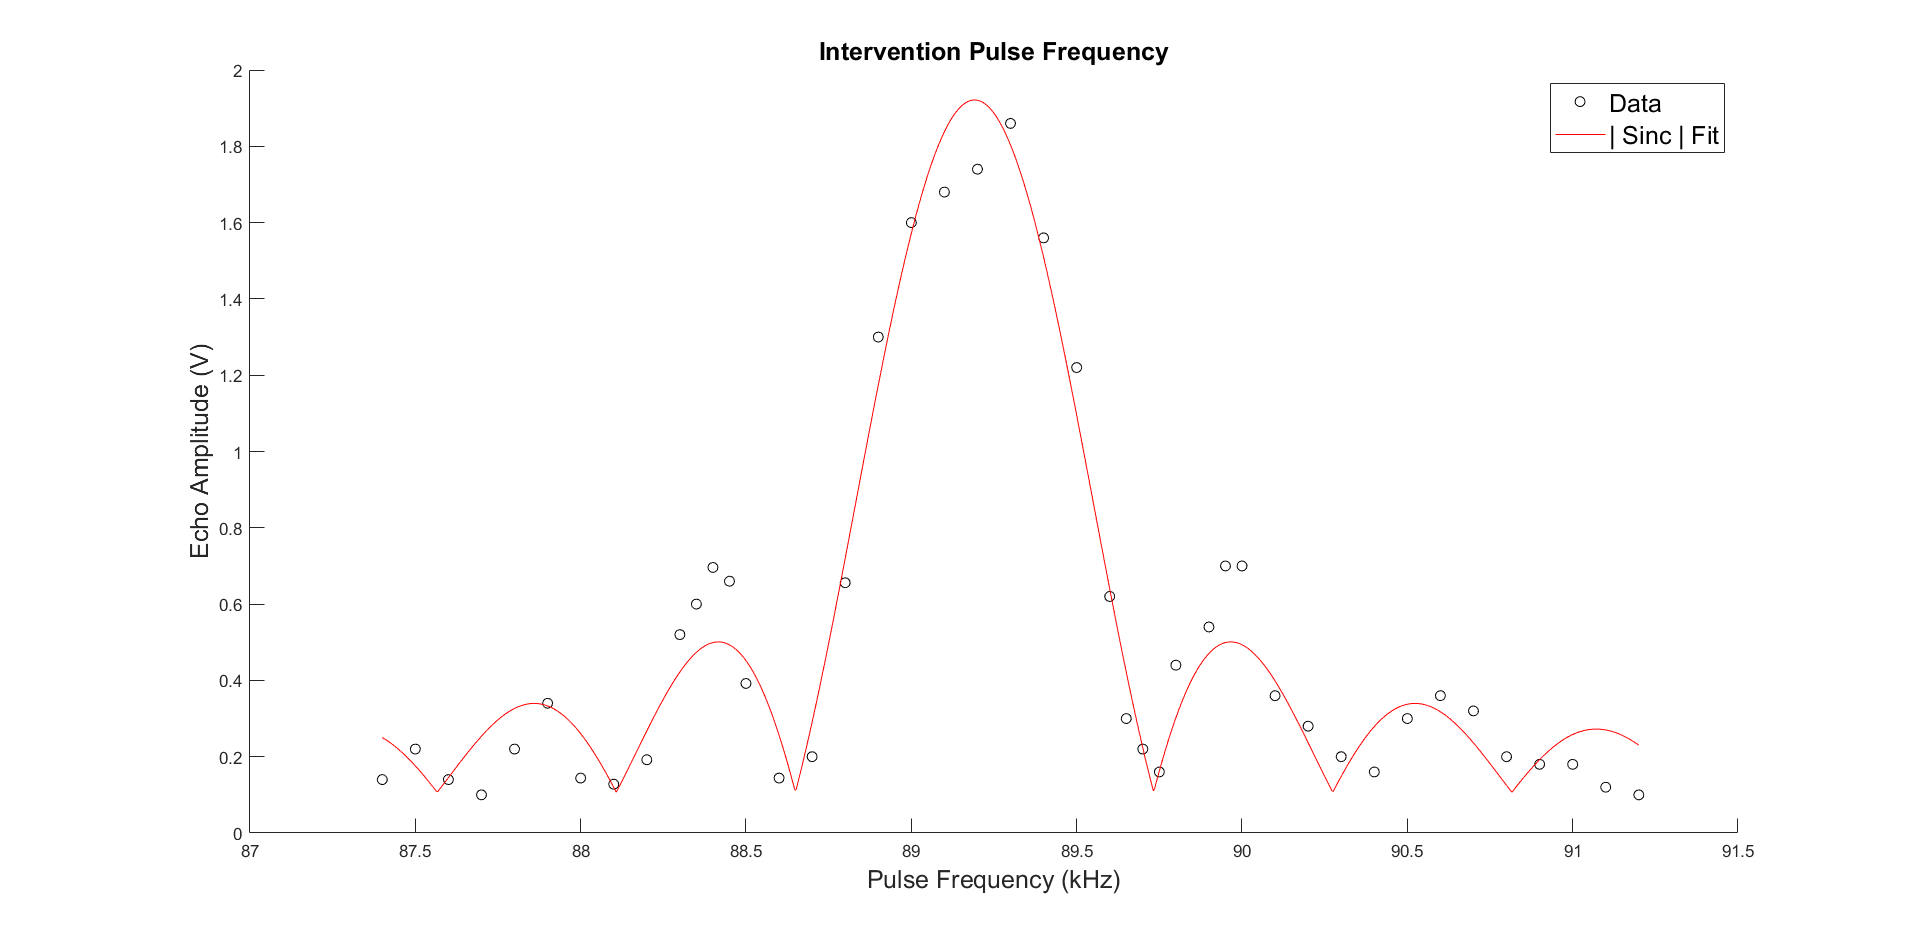 Intervention Pulse Frequency
Data
| Sinc | Fit
Echo Amplitude (V)
2
1.8
1.6
1.4
1.2
1
0.8
0.6
0.4
0.2
0
87 87.5 88 88.5 89 89.5 90 90.5 91 91.5
Pulse Frequency (kHz)